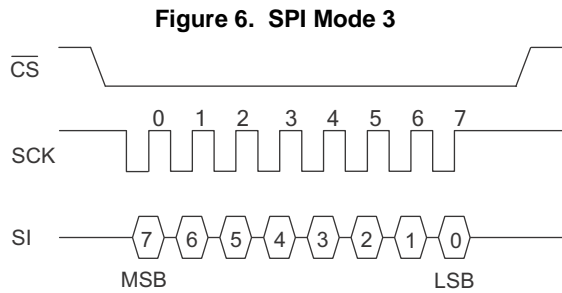 Figure 6. SPI Mode 3
CS
0 1 2 3 4 5 6 7
SCK
SI 7 6 5 4 3 2 1 0
MSB LSB